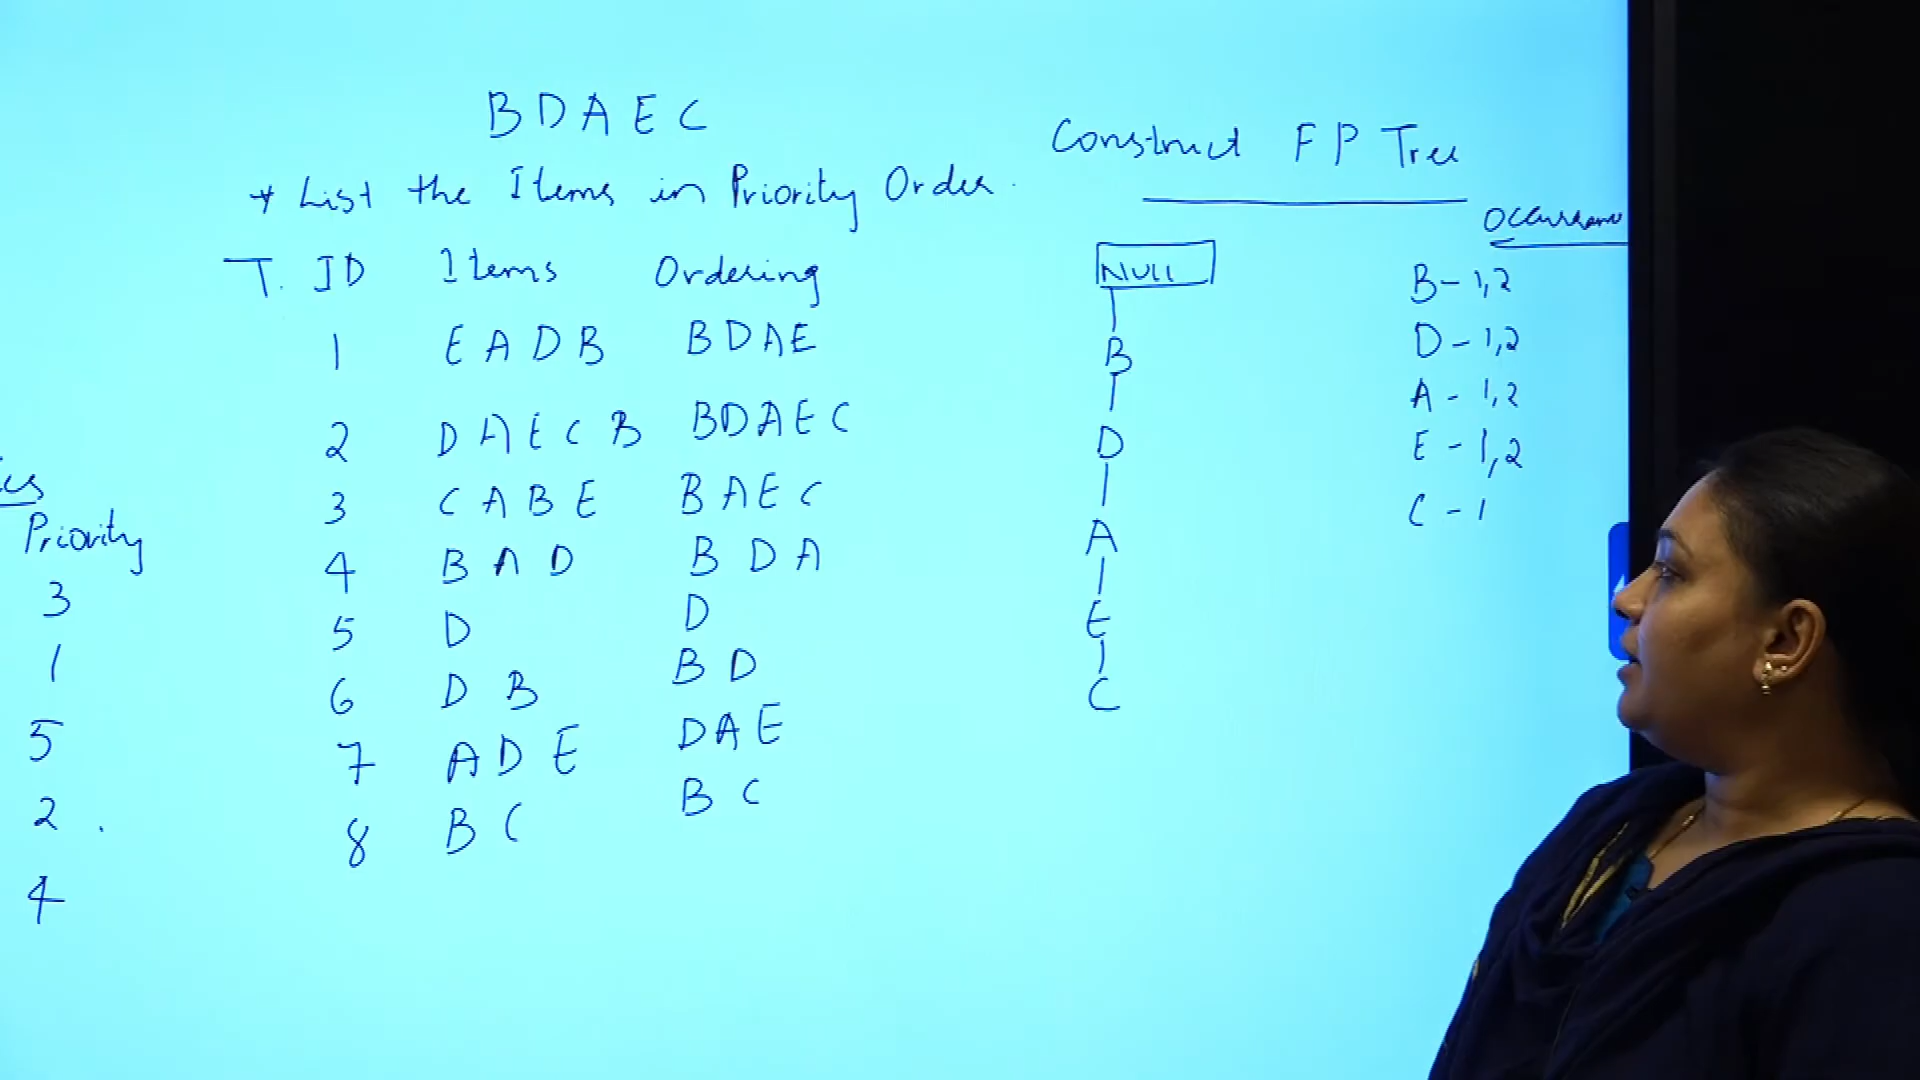 BDAEC
* List the Items in Priority Order.
T. ID Items Ordering
1 EADB BDAE
2 DAECB BDAEC
3 CABE BAEC
4 BAD BDA
5 D D
6 DB BD
7 ADE DAE
8 BC BC
Priority
3
1
5
2
4
Construct FP Tree
NULL
B
D
A
E
C
B - 1,2
D - 1,2
A - 1,2
E - 1,2
C - 1